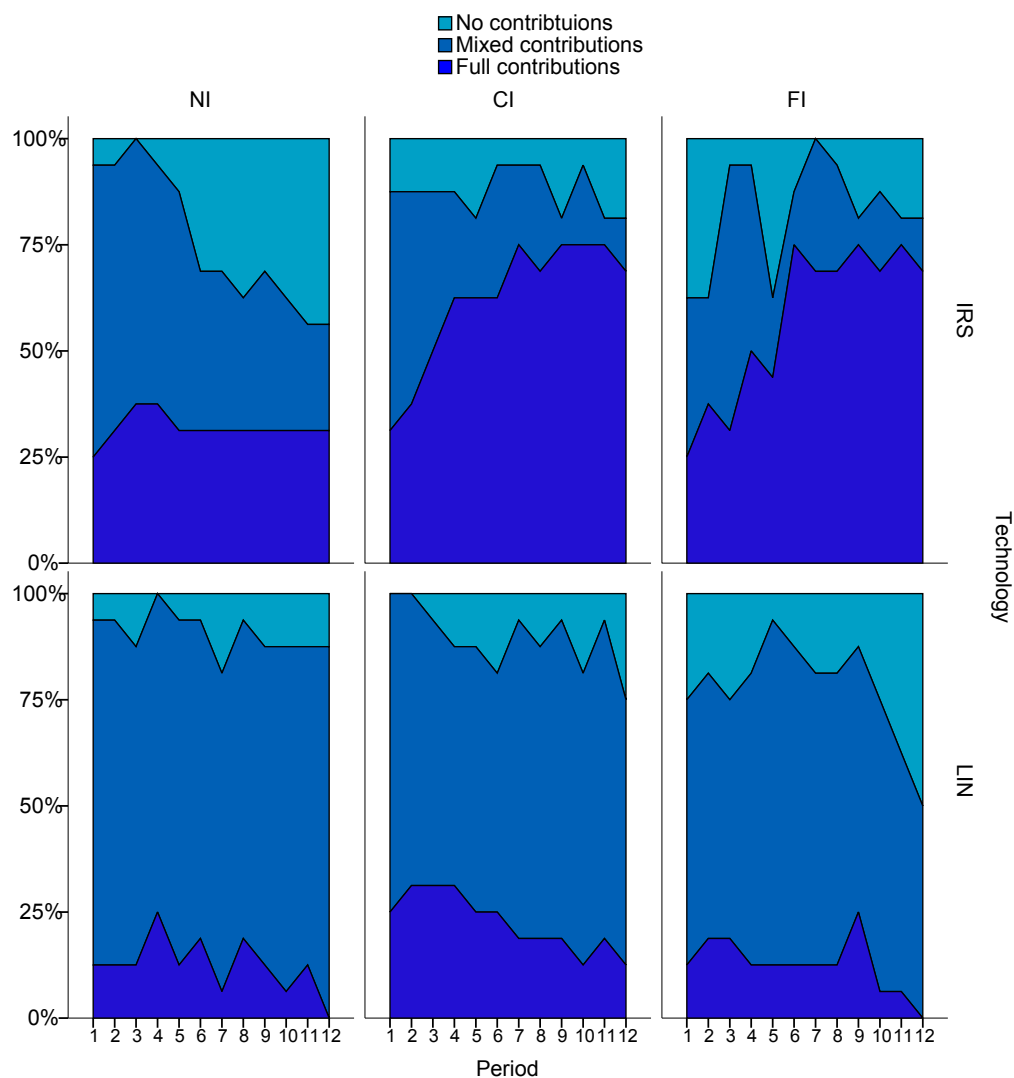 No contribtuions
Mixed contributions
Full contributions
NI CI FI
100%
75%
50%
25%
0%
IRS
Technology
100%
75%
50%
25%
0%
LIN
1 2 3 4 5 6 7 8 9 10 11 12 1 2 3 4 5 6 7 8 9 10 11 12 1 2 3 4 5 6 7 8 9 10 11 12
Period